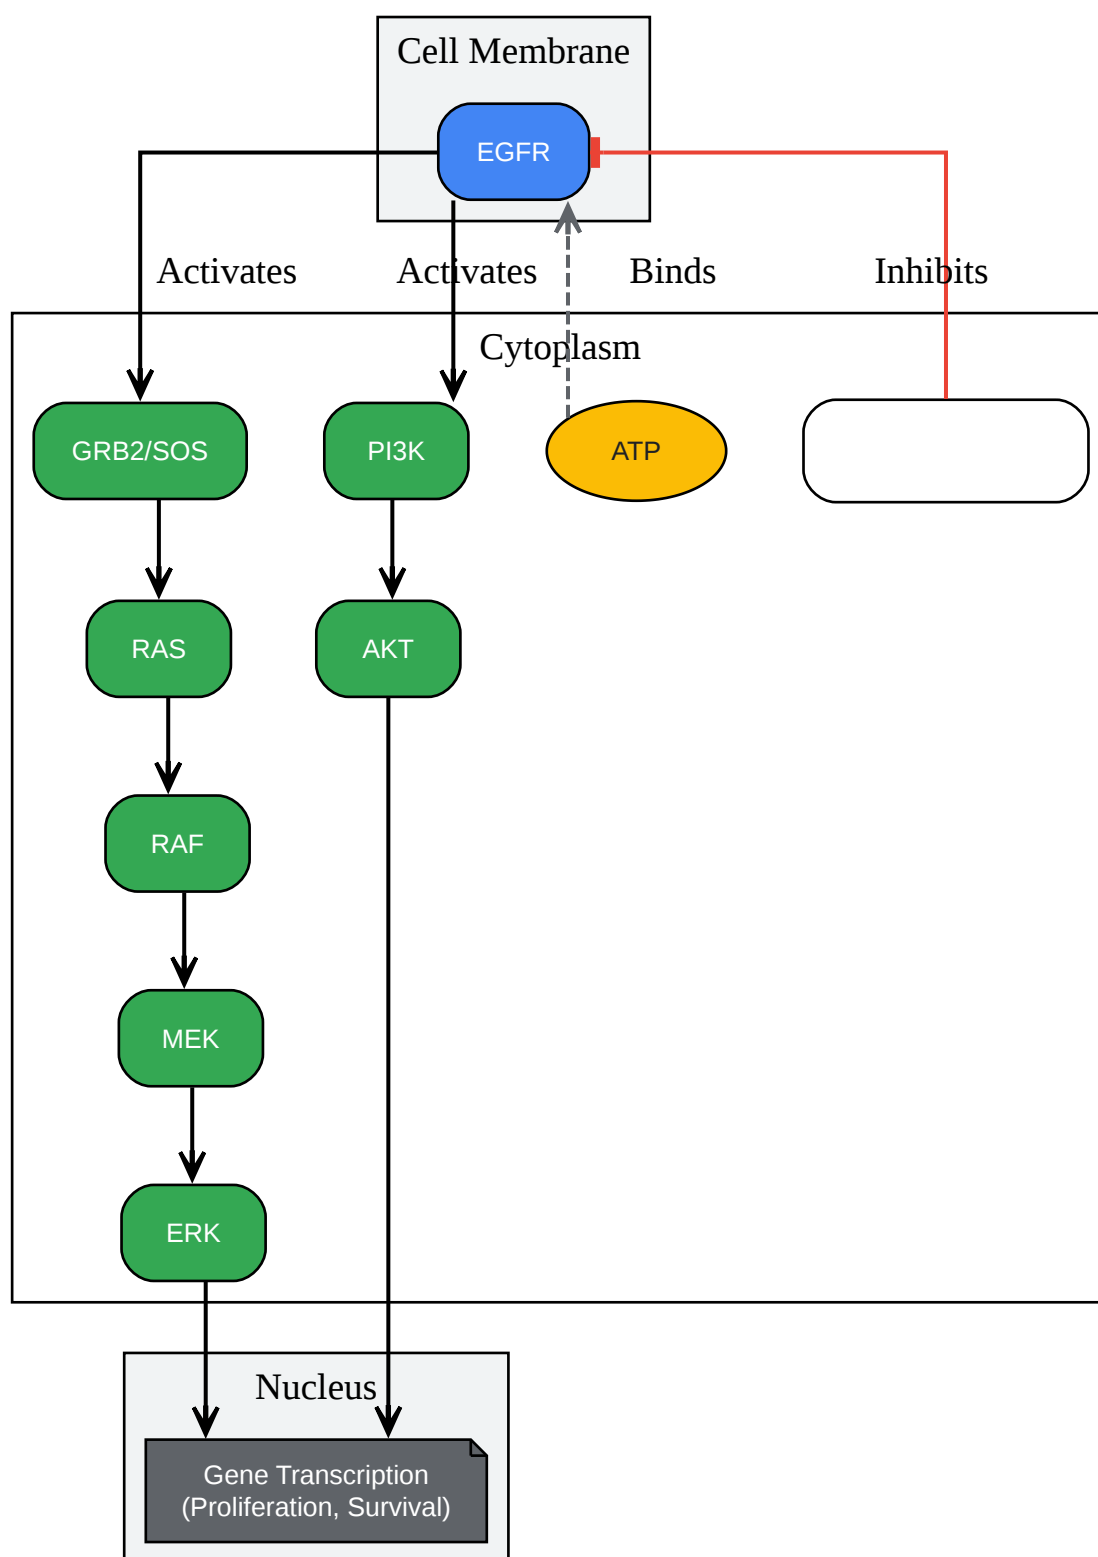 Cell Membrane
EGFR
Activates
Activates
Binds
Inhibits
Cytoplasm
GRB2/SOS
PI3K
ATP
RAS
AKT
RAF
MEK
ERK
Nucleus
Gene Transcription
(Proliferation, Survival)